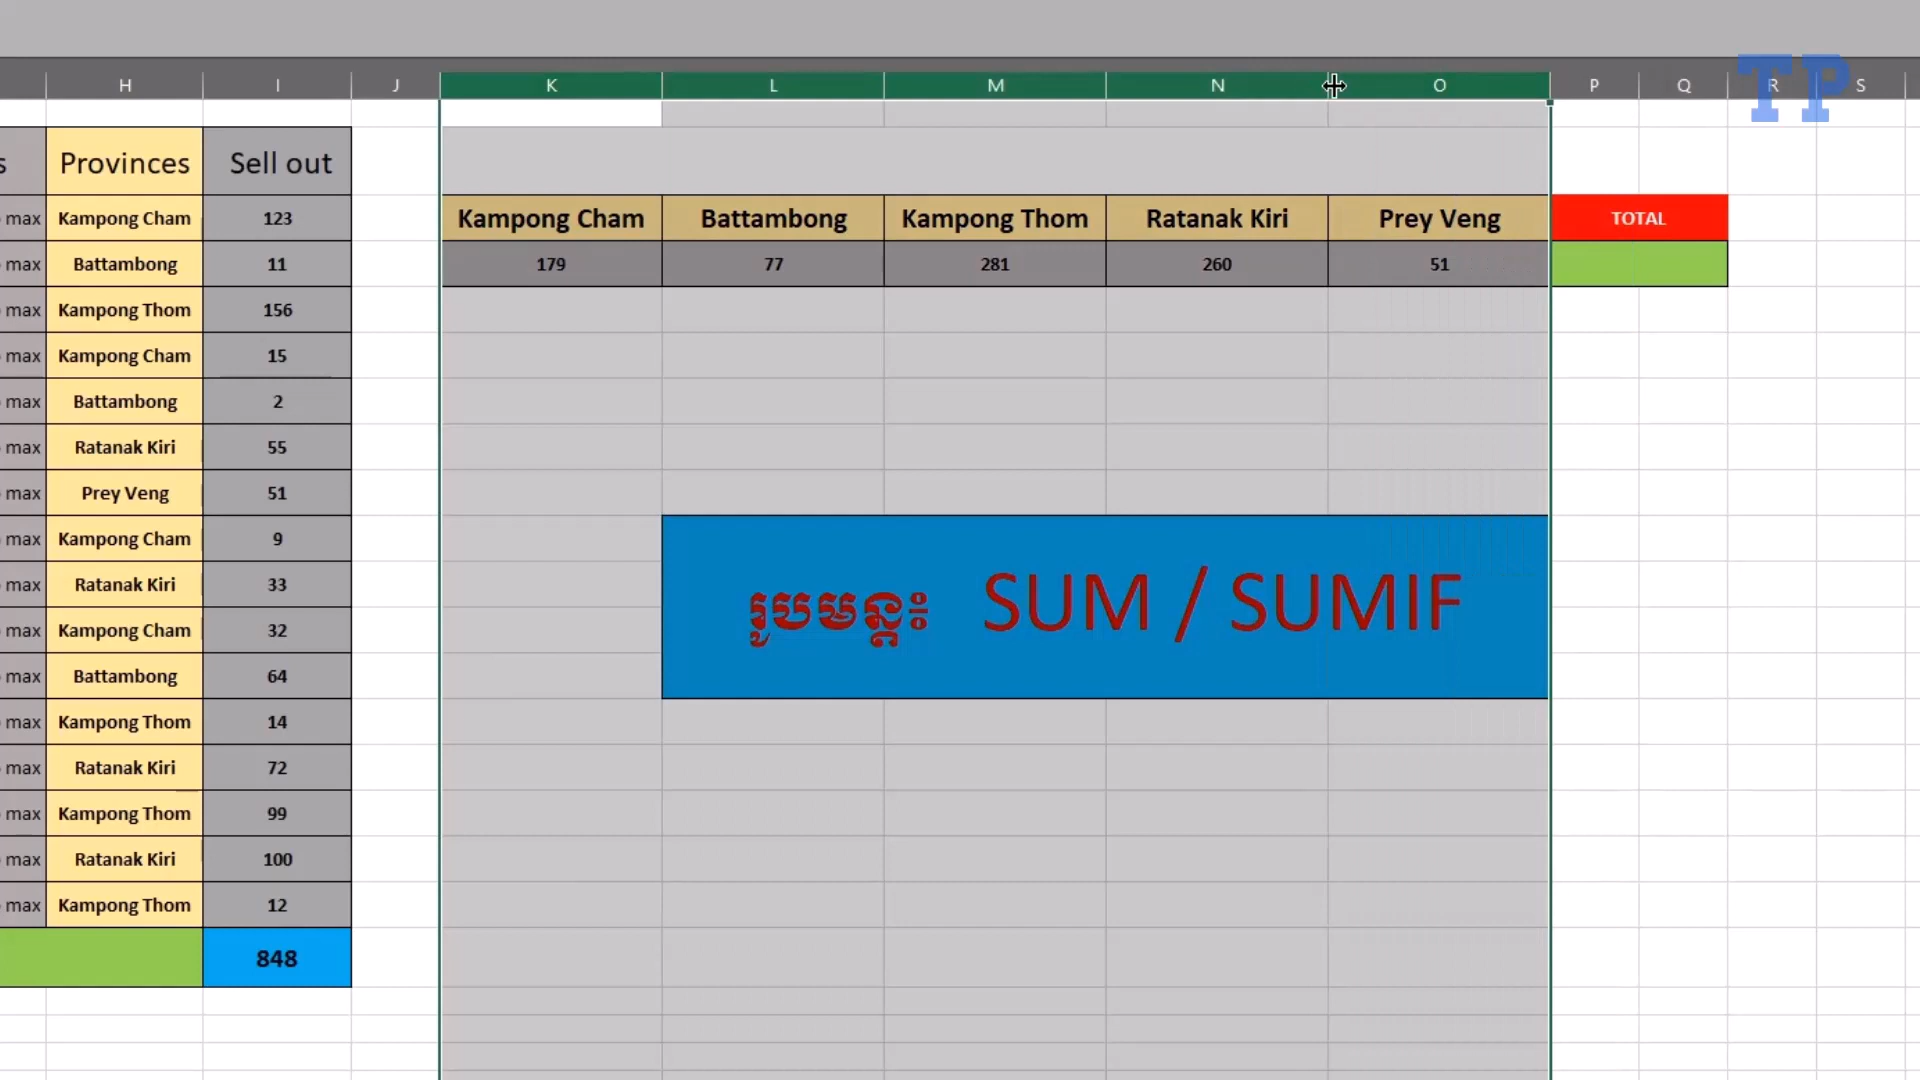 H I J K L M N O P Q R S
TP
s Provinces Sell out
max Kampong Cham 123 Kampong Cham Battambong Kampong Thom Ratanak Kiri Prey Veng TOTAL
max Battambong 11 179 77 281 260 51
max Kampong Thom 156
max Kampong Cham 15
max Battambong 2
max Ratanak Kiri 55
max Prey Veng 51
max Kampong Cham 9
max Ratanak Kiri 33
រូបមន្តះ SUM / SUMIF
max Kampong Cham 32
max Battambong 64
max Kampong Thom 14
max Ratanak Kiri 72
max Kampong Thom 99
max Ratanak Kiri 100
max Kampong Thom 12
848